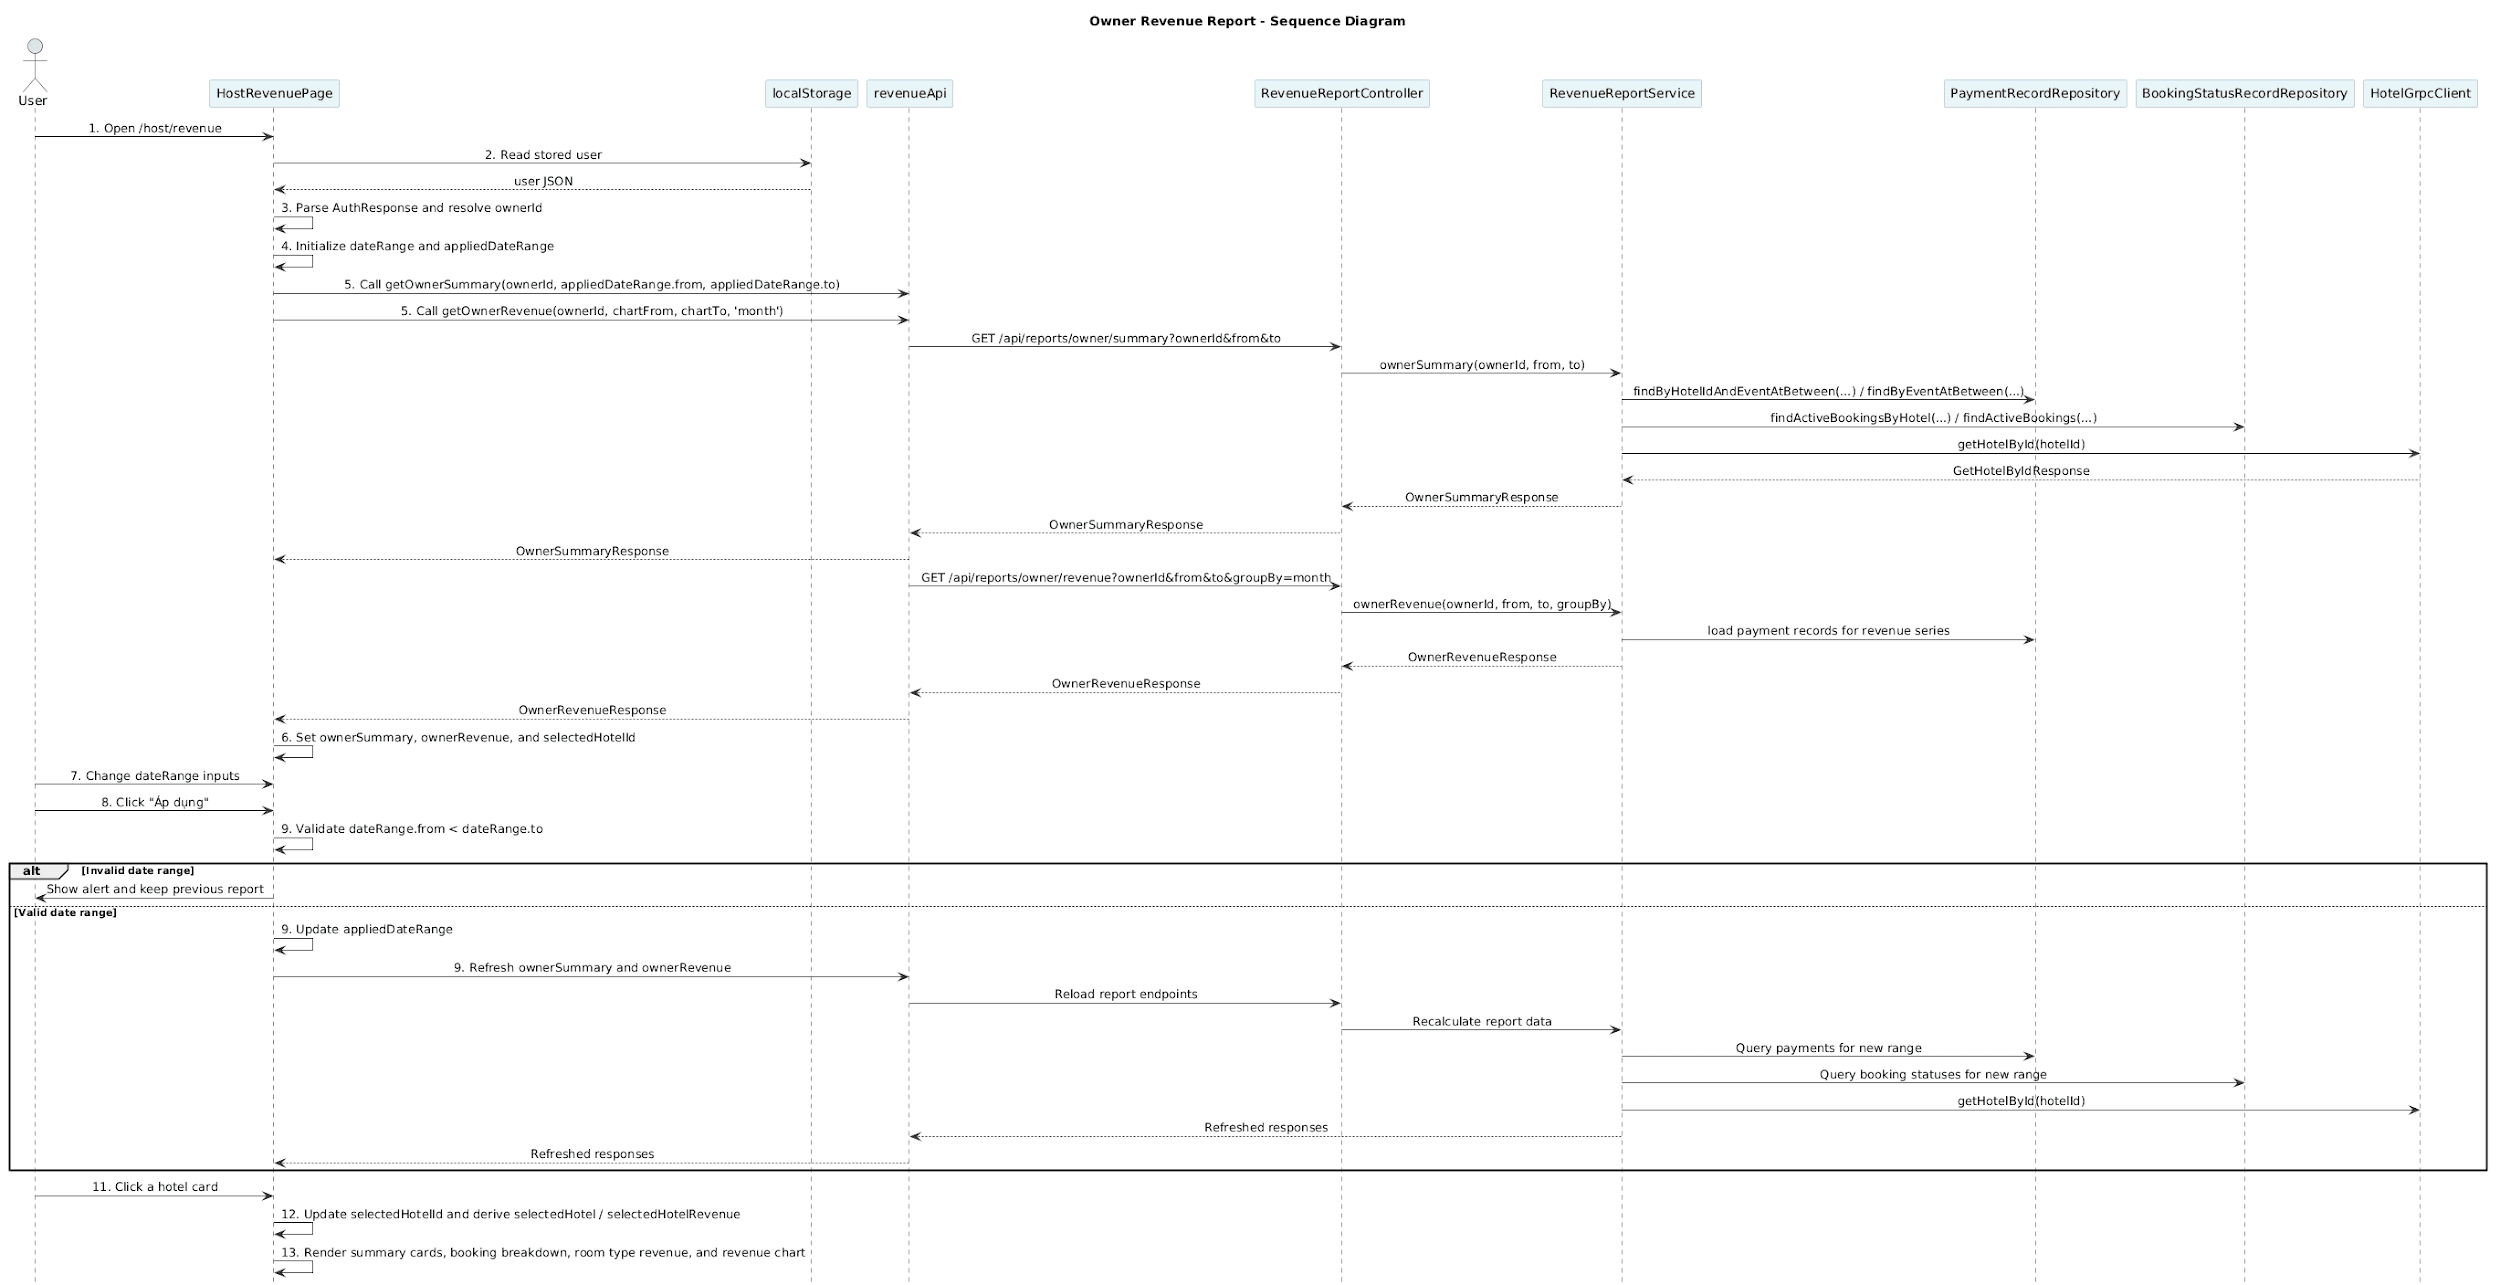 Owner Revenue Report - Sequence Diagram
User
HostRevenuePage
localStorage
revenueApi
RevenueReportController
RevenueReportService
PaymentRecordRepository
BookingStatusRecordRepository
HotelGrpcClient
1. Open /host/revenue
2. Read stored user
user JSON
3. Parse AuthResponse and resolve ownerId
4. Initialize dateRange and appliedDateRange
5. Call getOwnerSummary(ownerId, appliedDateRange.from, appliedDateRange.to)
5. Call getOwnerRevenue(ownerId, chartFrom, chartTo, 'month')
GET /api/reports/owner/summary?ownerId&from&to
ownerSummary(ownerId, from, to)
findByHotelIdAndEventAtBetween(...) / findByEventAtBetween(...)
findActiveBookingsByHotel(...) / findActiveBookings(...)
getHotelById(hotelId)
GetHotelByIdResponse
OwnerSummaryResponse
OwnerSummaryResponse
OwnerSummaryResponse
GET /api/reports/owner/revenue?ownerId&from&to&groupBy=month
ownerRevenue(ownerId, from, to, groupBy)
load payment records for revenue series
OwnerRevenueResponse
OwnerRevenueResponse
OwnerRevenueResponse
6. Set ownerSummary, ownerRevenue, and selectedHotelId
7. Change dateRange inputs
8. Click "Áp dụng"
9. Validate dateRange.from < dateRange.to
alt [Invalid date range]
Show alert and keep previous report
[Valid date range]
9. Update appliedDateRange
9. Refresh ownerSummary and ownerRevenue
Reload report endpoints
Recalculate report data
Query payments for new range
Query booking statuses for new range
getHotelById(hotelId)
Refreshed responses
Refreshed responses
11. Click a hotel card
12. Update selectedHotelId and derive selectedHotel / selectedHotelRevenue
13. Render summary cards, booking breakdown, room type revenue, and revenue chart